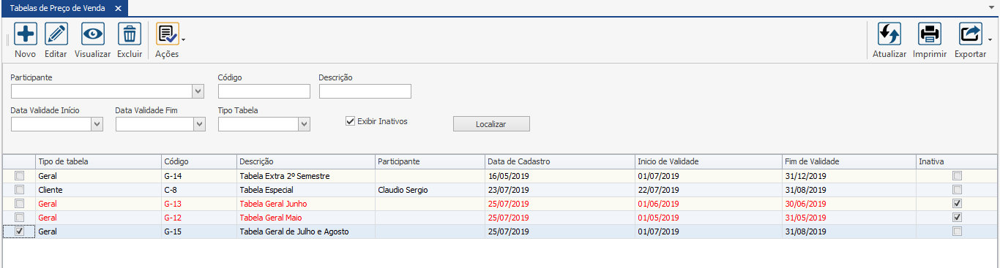 Tabelas de Preço de Venda
Novo Editar Visualizar Excluir Ações Atualizar Imprimir Exportar
Participante Código Descrição
Data Validade Início Data Validade Fim Tipo Tabela
Exibir Inativos Localizar
Tipo de tabela Código Descrição Participante Data de Cadastro Inicio de Validade Fim de Validade Inativa
Geral G-14 Tabela Extra 2º Semestre 16/05/2019 01/07/2019 31/12/2019
Cliente C-8 Tabela Especial Claudio Sergio 23/07/2019 22/07/2019 31/08/2019
Geral G-13 Tabela Geral Junho 25/07/2019 01/06/2019 30/06/2019
Geral G-12 Tabela Geral Maio 25/07/2019 01/05/2019 31/05/2019
Geral G-15 Tabela Geral de Julho e Agosto 25/07/2019 01/07/2019 31/08/2019